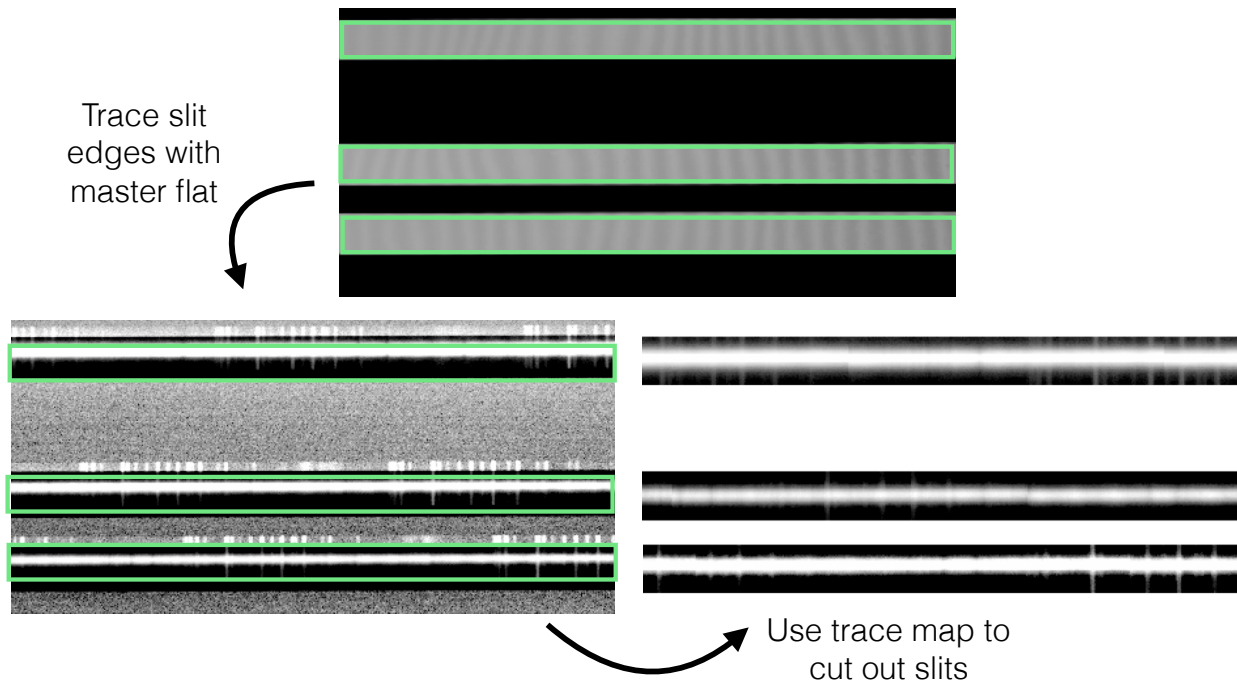 Trace slit
edges with
master flat
Use trace map to
cut out slits